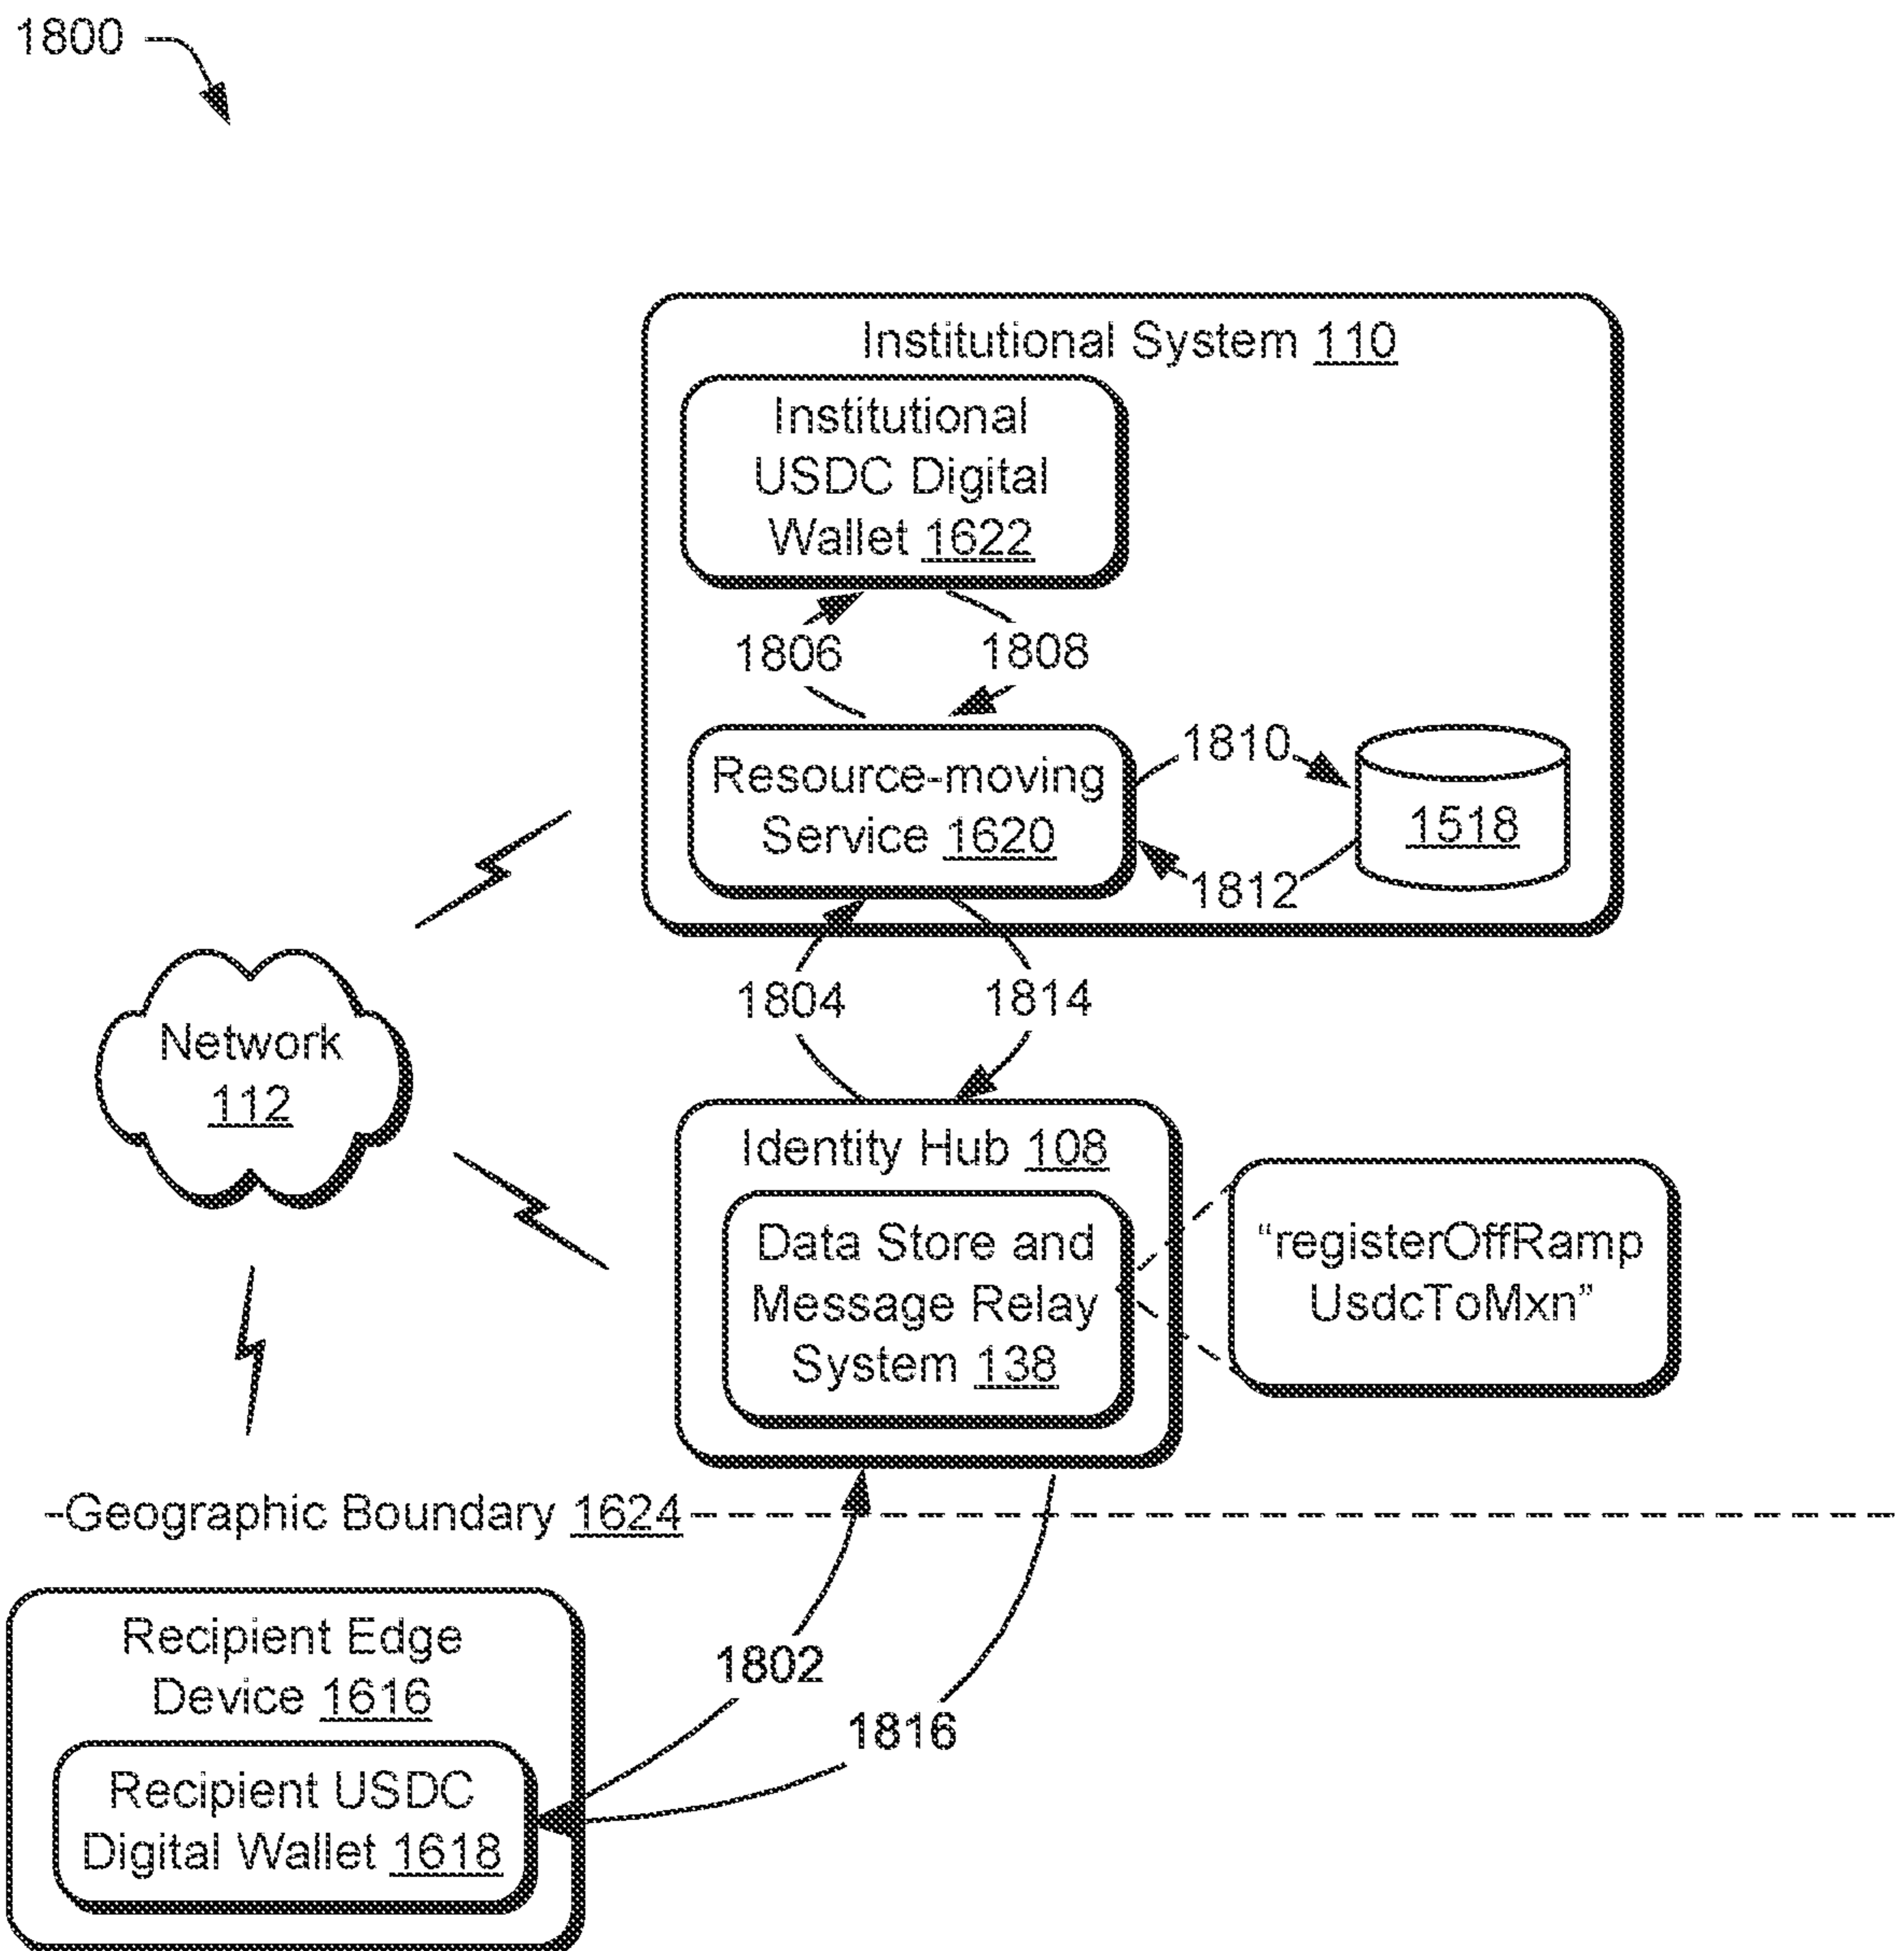 1800
Institutional System 110
Institutional
USDC Digital
Wallet 1622
1806
1808
Resource-moving
Service 1620
1810
1518
1812
1804
1814
Network
112
Identity Hub 108
Data Store and
Message Relay
System 138
“registerOffRamp
UsdcToMxn”
Geographic Boundary 1624
Recipient Edge
Device 1616
Recipient USDC
Digital Wallet 1618
1802
1816